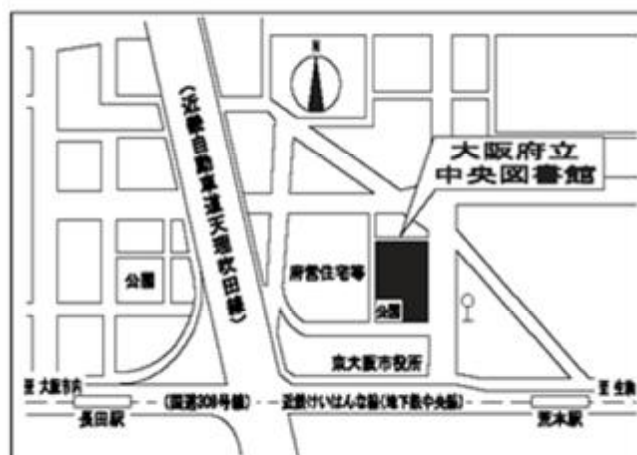 N
大阪府立
中央図書館
(近畿自動車道天理吹田線)
公園
府営住宅等
公園
東大阪市役所
至 大阪市内
(国道308号線)
近鉄けいはんな線(地下鉄中央線)
至 生駒
長田駅
荒本駅